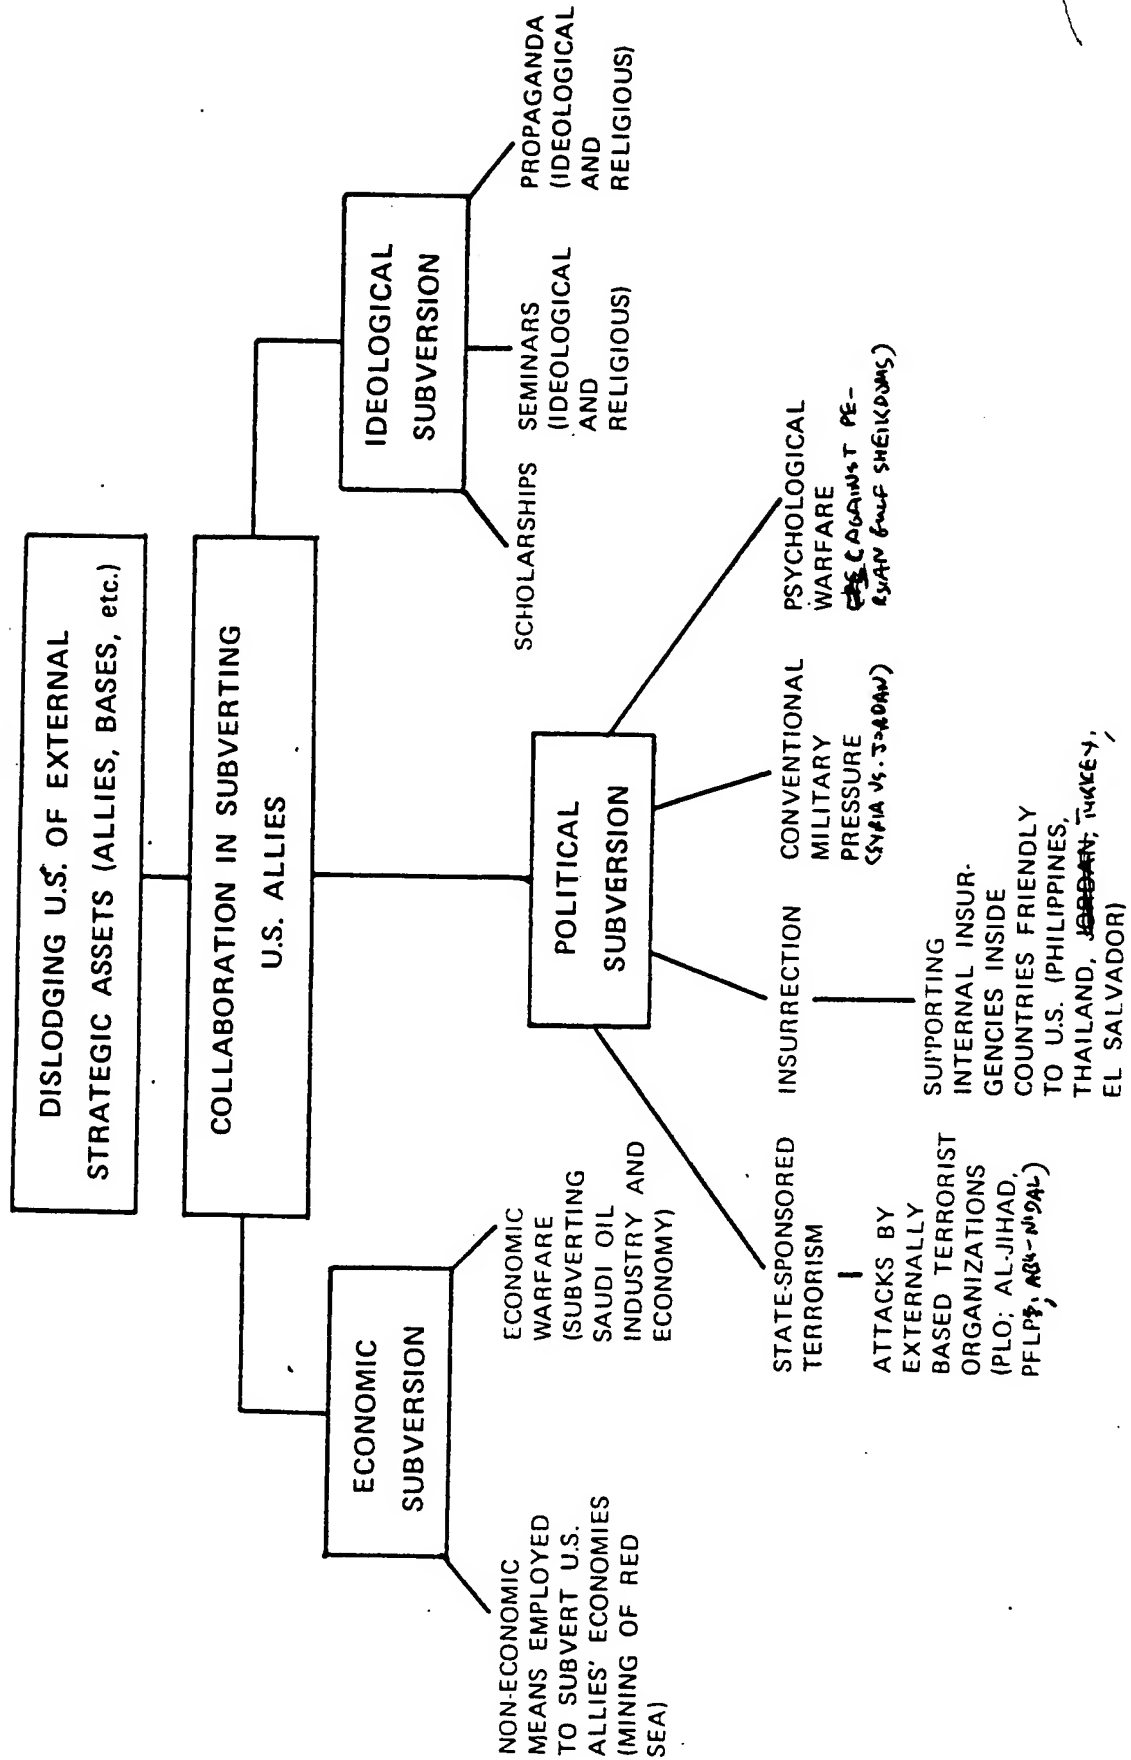 DISLODGING U.S. OF EXTERNAL
STRATEGIC ASSETS (ALLIES, BASES, etc.)
COLLABORATION IN SUBVERTING
U.S. ALLIES
ECONOMIC
SUBVERSION
NON-ECONOMIC
MEANS EMPLOYED
TO SUBVERT U.S.
ALLIES' ECONOMIES
(MINING OF RED
SEA)
ECONOMIC
WARFARE
(SUBVERTING
SAUDI OIL
INDUSTRY AND
ECONOMY)
POLITICAL
SUBVERSION
STATE-SPONSORED
TERRORISM
ATTACKS BY
EXTERNALLY
BASED TERRORIST
ORGANIZATIONS
(PLO; AL-JIHAD,
PFLP, ABU-NIDAL)
INSURRECTION
SUPPORTING
INTERNAL INSUR-
GENCIES INSIDE
COUNTRIES FRIENDLY
TO U.S. (PHILIPPINES,
THAILAND, JORDAN, TURKEY,
EL SALVADOR)
CONVENTIONAL
MILITARY
PRESSURE
(SYRIA VS. JORDAN)
PSYCHOLOGICAL
WARFARE
(AGAINST PE-
RSIAN GULF SHEIKDOMS)
IDEOLOGICAL
SUBVERSION
SCHOLARSHIPS
SEMINARS
(IDEOLOGICAL
AND
RELIGIOUS)
PROPAGANDA
(IDEOLOGICAL
AND
RELIGIOUS)